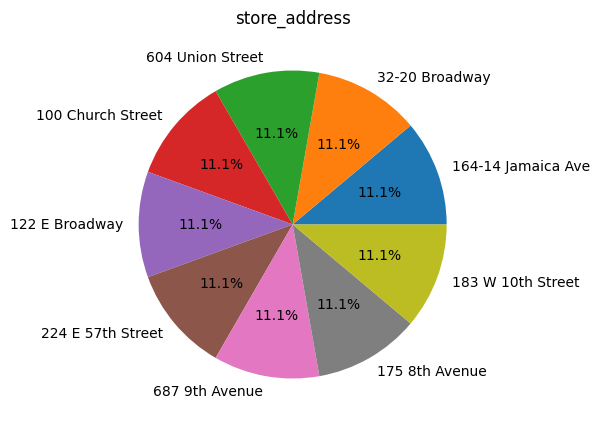 store_address
604 Union Street
32-20 Broadway
100 Church Street
11.1%
11.1%
11.1%
164-14 Jamaica Ave
11.1%
122 E Broadway
11.1%
183 W 10th Street
11.1%
11.1%
11.1%
11.1%
224 E 57th Street
175 8th Avenue
687 9th Avenue